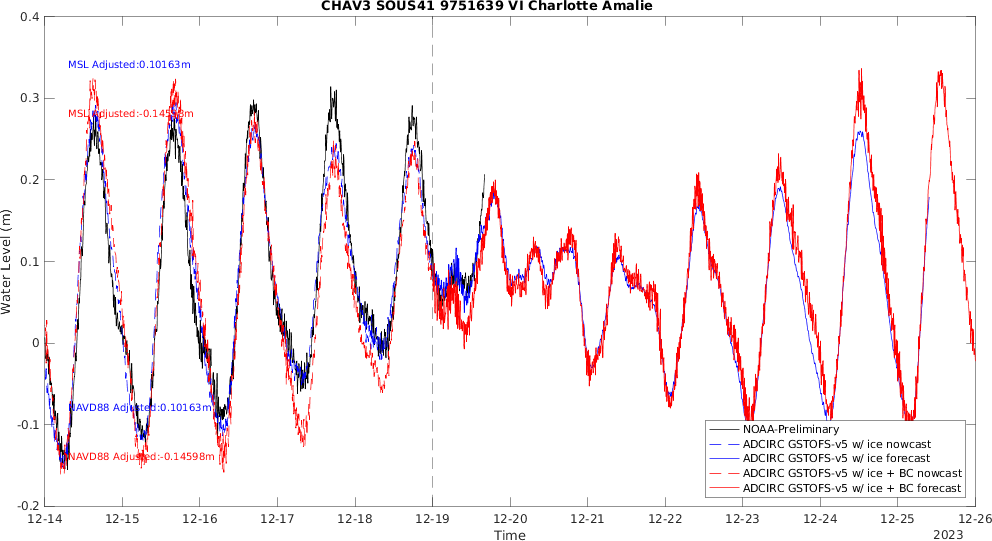 CHAV3 SOUS41 9751639 VI Charlotte Amalie
0.4
0.3
0.2
0.1
0
-0.1
-0.2
Water Level (m)
MSL Adjusted:0.10163m
MSL Adjusted:-0.14598m
NAVD88 Adjusted:0.10163m
NAVD88 Adjusted:-0.14598m
NOAA-Preliminary
ADCIRC GSTOFS-v5 w/ ice nowcast
ADCIRC GSTOFS-v5 w/ ice forecast
ADCIRC GSTOFS-v5 w/ ice + BC nowcast
ADCIRC GSTOFS-v5 w/ ice + BC forecast
12-14 12-15 12-16 12-17 12-18 12-19 12-20 12-21 12-22 12-23 12-24 12-25 12-26
Time
2023